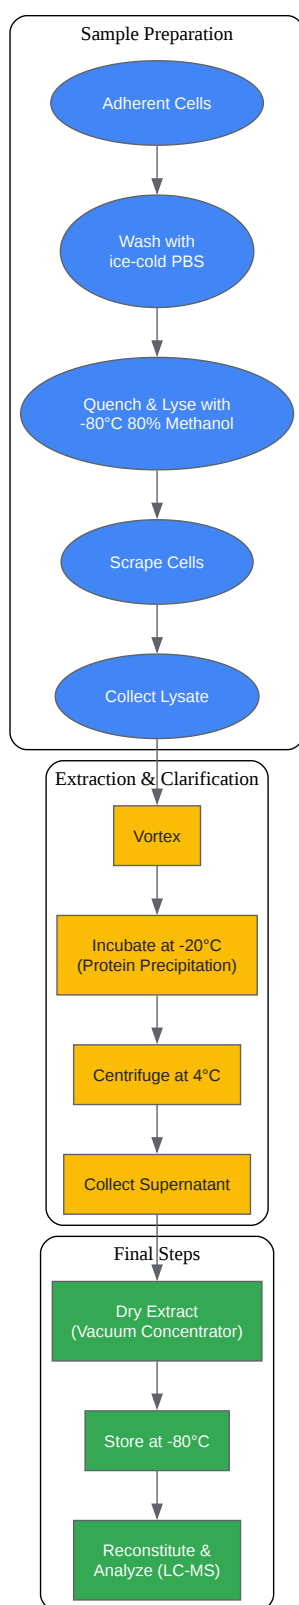 Sample Preparation
Adherent Cells
Wash with
ice-cold PBS
Quench & Lyse with
-80°C 80% Methanol
Scrape Cells
Collect Lysate
Extraction & Clarification
Vortex
Incubate at -20°C
(Protein Precipitation)
Centrifuge at 4°C
Collect Supernatant
Final Steps
Dry Extract
(Vacuum Concentrator)
Store at -80°C
Reconstitute &
Analyze (LC-MS)